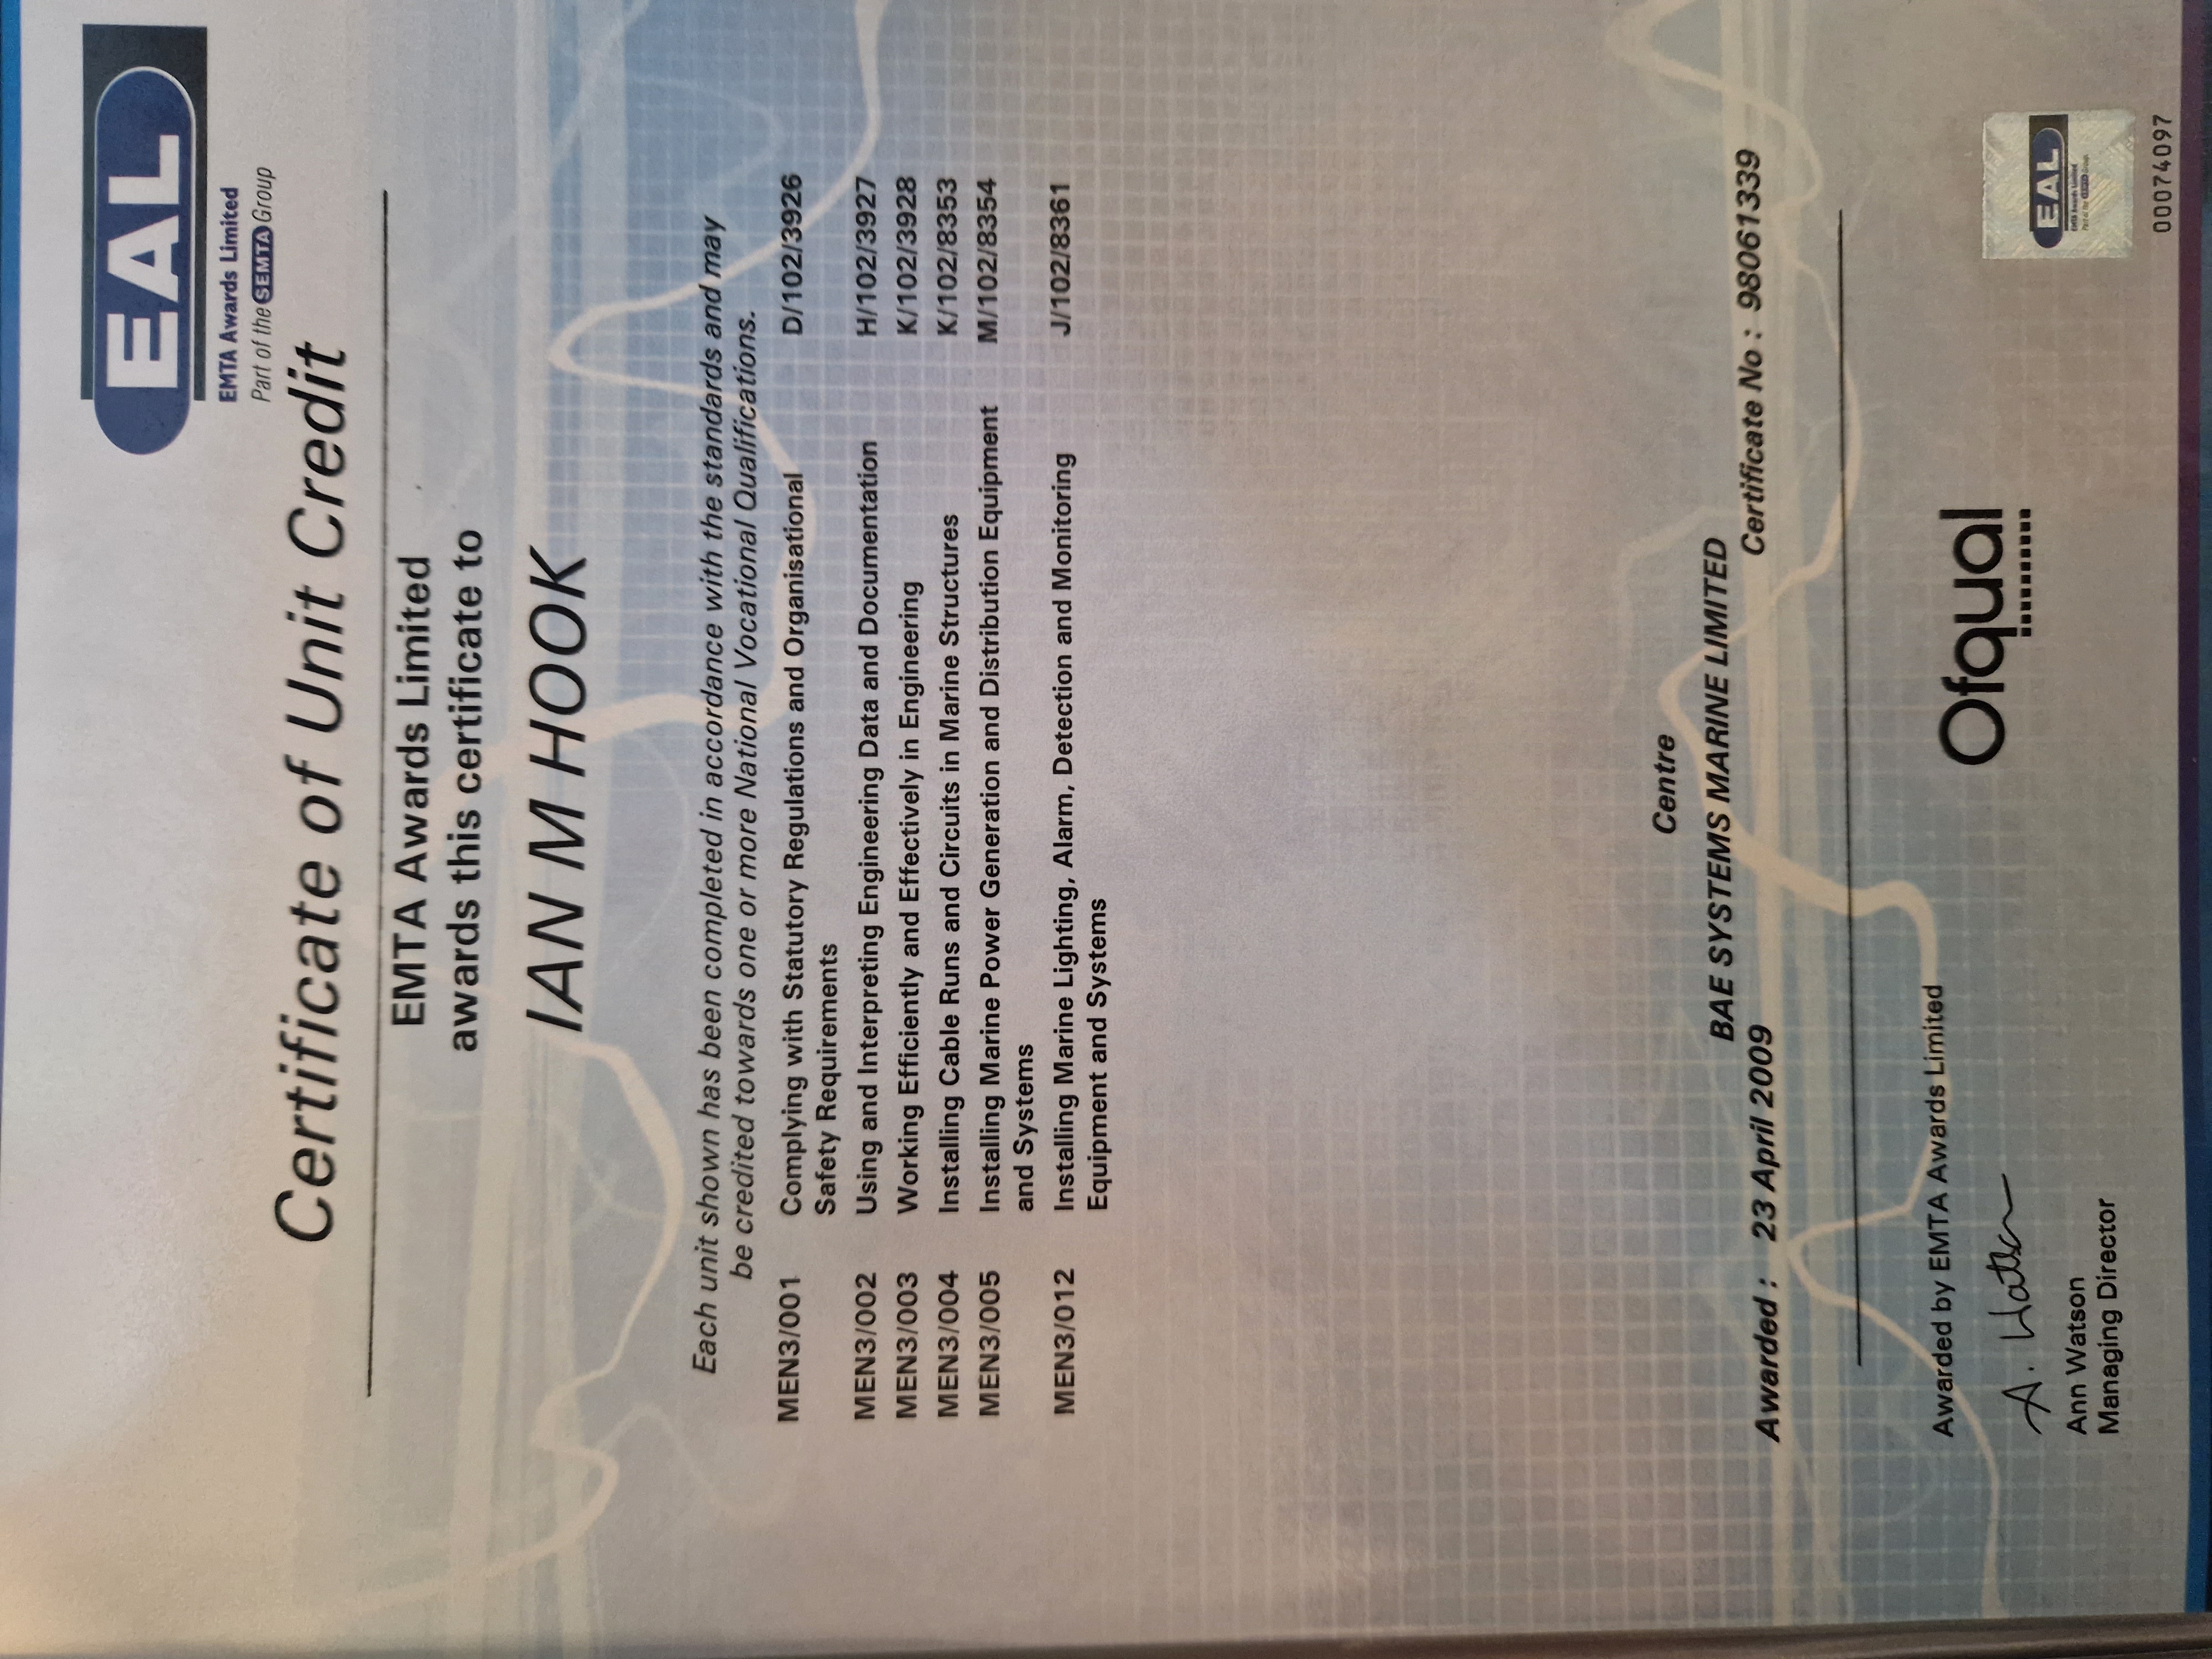 EAL
EMTA Awards Limited
Part of the SEMTA Group
Certificate of Unit Credit
EMTA Awards Limited
awards this certificate to
IAN M HOOK
Each unit shown has been completed in accordance with the standards and may
be credited towards one or more National Vocational Qualifications.
MEN3/001 Complying with Statutory Regulations and Organisational D/102/3926
Safety Requirements
MEN3/002 Using and Interpreting Engineering Data and Documentation H/102/3927
MEN3/003 Working Efficiently and Effectively in Engineering K/102/3928
MEN3/004 Installing Cable Runs and Circuits in Marine Structures K/102/8353
MEN3/005 Installing Marine Power Generation and Distribution Equipment M/102/8354
and Systems
MEN3/012 Installing Marine Lighting, Alarm, Detection and Monitoring J/102/8361
Equipment and Systems
Centre
BAE SYSTEMS MARINE LIMITED
Awarded : 23 April 2009 Certificate No : 98061339
Awarded by EMTA Awards Limited
A. Watson
Ann Watson
Managing Director
Ofqual
EAL
EMTA Awards Limited
Part of the SEMTA Group
00074097